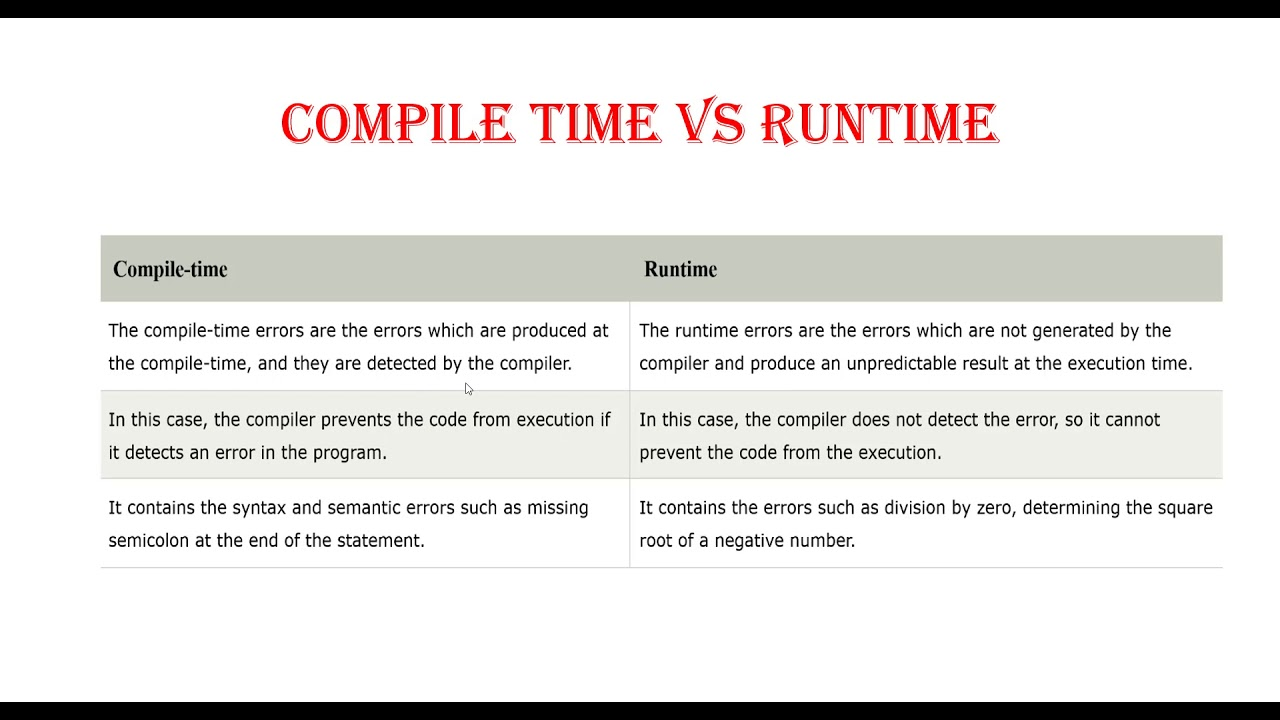 COMPILE TIME VS RUNTIME
Compile-time
Runtime
The compile-time errors are the errors which are produced at
the compile-time, and they are detected by the compiler.
The runtime errors are the errors which are not generated by the
compiler and produce an unpredictable result at the execution time.
In this case, the compiler prevents the code from execution if
it detects an error in the program.
In this case, the compiler does not detect the error, so it cannot
prevent the code from the execution.
It contains the syntax and semantic errors such as missing
semicolon at the end of the statement.
It contains the errors such as division by zero, determining the square
root of a negative number.